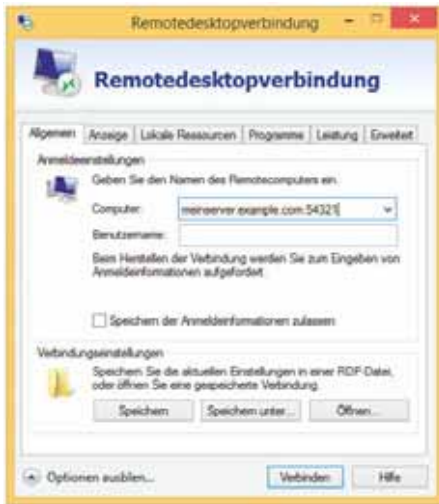 Remotedesktopverbindung
Remotedesktopverbindung
Allgemein Anzeige Lokale Ressourcen Programme Leistung Erweitert
Anmeldeeinstellungen
Geben Sie den Namen des Remotecomputers ein.
Computer: meinserver.example.com:54321
Benutzername:
Beim Herstellen der Verbindung werden Sie zum Eingeben von
Anmeldeinformationen aufgefordert.
Speichern der Anmeldeinformationen zulassen
Verbindungseinstellungen
Speichern Sie die aktuellen Einstellungen in einer RDP-Datei,
oder öffnen Sie eine gespeicherte Verbindung.
Speichern Speichern unter... Öffnen...
Optionen ausblen... Verbinden Hilfe